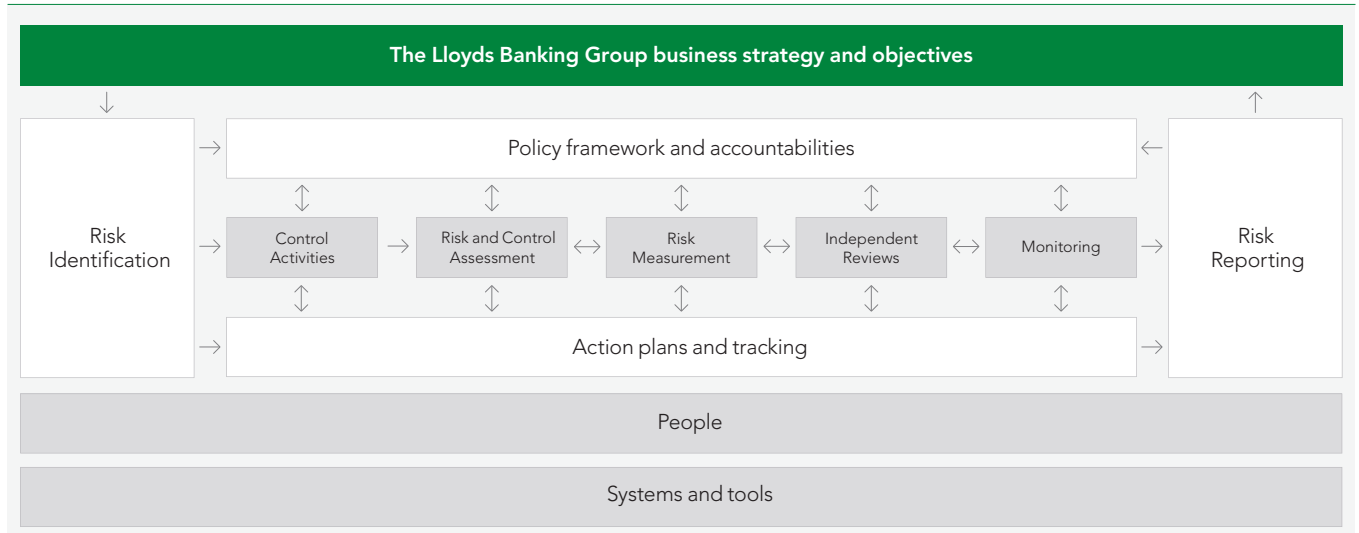 The Lloyds Banking Group business strategy and objectives
Policy framework and accountabilities
Risk
Identification
Control
Activities
Risk and Control
Assessment
Risk
Measurement
Independent
Reviews
Monitoring
Risk
Reporting
Action plans and tracking
People
Systems and tools